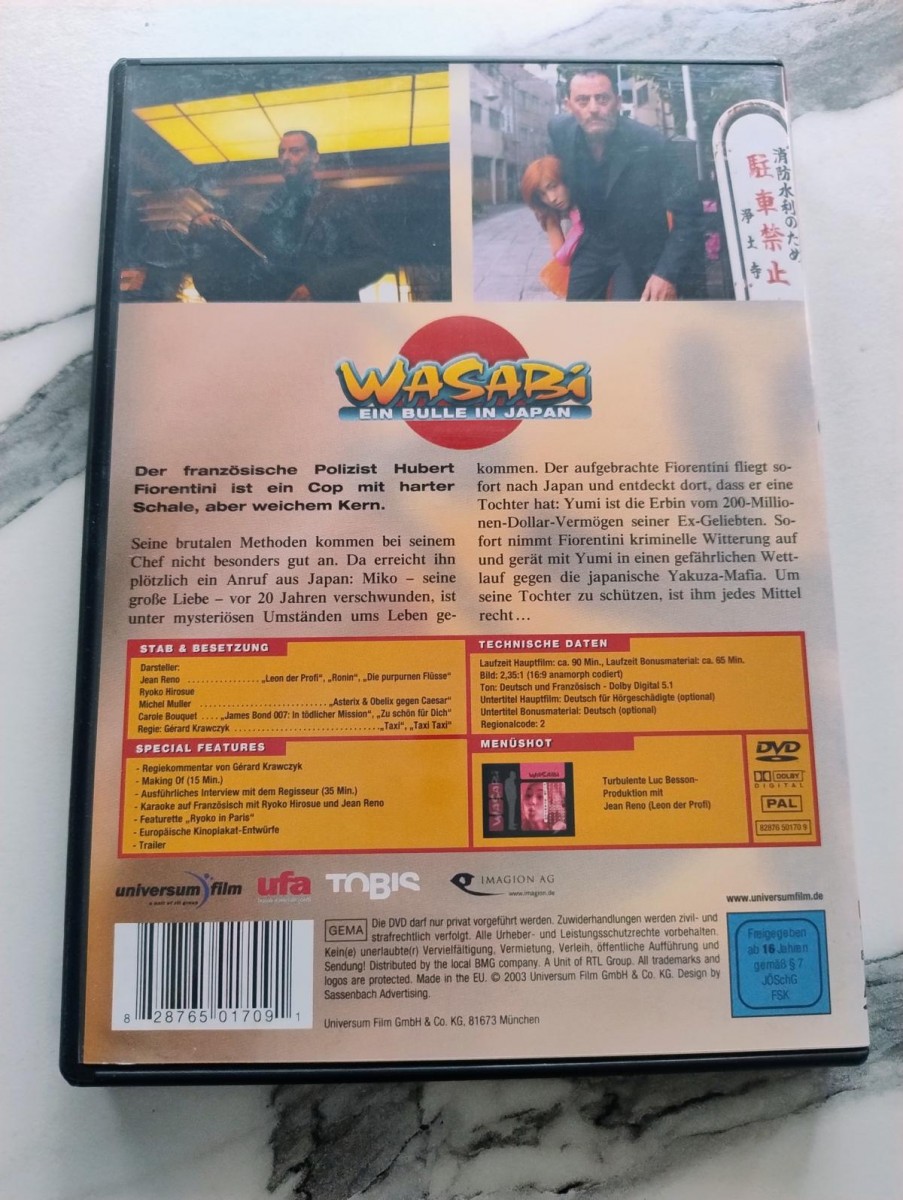 消防水利のため
駐車禁止
浄土寺
WASABi
EIN BULLE IN JAPAN
Der französische Polizist Hubert
Fiorentini ist ein Cop mit harter
Schale, aber weichem Kern.
Seine brutalen Methoden kommen bei seinem
Chef nicht besonders gut an. Da erreicht ihn
plötzlich ein Anruf aus Japan: Miko – seine
große Liebe – vor 20 Jahren verschwunden, ist
unter mysteriösen Umständen ums Leben ge-
kommen. Der aufgebrachte Fiorentini fliegt so-
fort nach Japan und entdeckt dort, dass er eine
Tochter hat: Yumi ist die Erbin vom 200-Millio-
nen-Dollar-Vermögen seiner Ex-Geliebten. So-
fort nimmt Fiorentini kriminelle Witterung auf
und gerät mit Yumi in einen gefährlichen Wett-
lauf gegen die japanische Yakuza-Mafia. Um
seine Tochter zu schützen, ist ihm jedes Mittel
recht ...
STAB & BESETZUNG
Darsteller:
Jean Reno ................. „Leon der Profi“, „Ronin“, „Die purpurnen Flüsse“
Ryoko Hirosue
Michel Muller ............................. „Asterix & Obelix gegen Caesar“
Carole Bouquet .... „James Bond 007: In tödlicher Mission“, „Zu schön für Dich“
Regie: Gérard Krawczyk .................................. „Taxi“, „Taxi Taxi“
TECHNISCHE DATEN
Laufzeit Hauptfilm: ca. 90 Min., Laufzeit Bonusmaterial: ca. 65 Min.
Bild: 2,35:1 (16:9 anamorph codiert)
Ton: Deutsch und Französisch - Dolby Digital 5.1
Untertitel Hauptfilm: Deutsch für Hörgeschädigte (optional)
Untertitel Bonusmaterial: Deutsch (optional)
Regionalcode: 2
SPECIAL FEATURES
- Regiekommentar von Gérard Krawczyk
- Making Of (15 Min.)
- Ausführliches Interview mit dem Regisseur (35 Min.)
- Karaoke auf Französisch mit Ryoko Hirosue und Jean Reno
- Featurette „Ryoko in Paris“
- Europäische Kinoplakat-Entwürfe
- Trailer
MENÜSHOT
WASABi
WASABi
Turbulente Luc Besson-
Produktion mit
Jean Reno (Leon der Profi)
DVD
DOLBY
DIGITAL
PAL
82876 50170 9
universum film
a unit of rtl group
ufa
TOBIS
IMAGION AG
www.imagion.de
www.universumfilm.de
GEMA
Die DVD darf nur privat vorgeführt werden. Zuwiderhandlungen werden zivil- und
strafrechtlich verfolgt. Alle Urheber- und Leistungsschutzrechte vorbehalten.
Kein(e) unerlaubte(r) Vervielfältigung, Vermietung, Verleih, öffentliche Aufführung und
Sendung! Distributed by the local BMG company. A Unit of RTL Group. All trademarks and
logos are protected. Made in the EU. © 2003 Universum Film GmbH & Co. KG. Design by
Sassenbach Advertising.
Universum Film GmbH & Co. KG, 81673 München
8 28765 01709 1
Freigegeben
ab 16 Jahren
gemäß § 7
JÖSchG
FSK